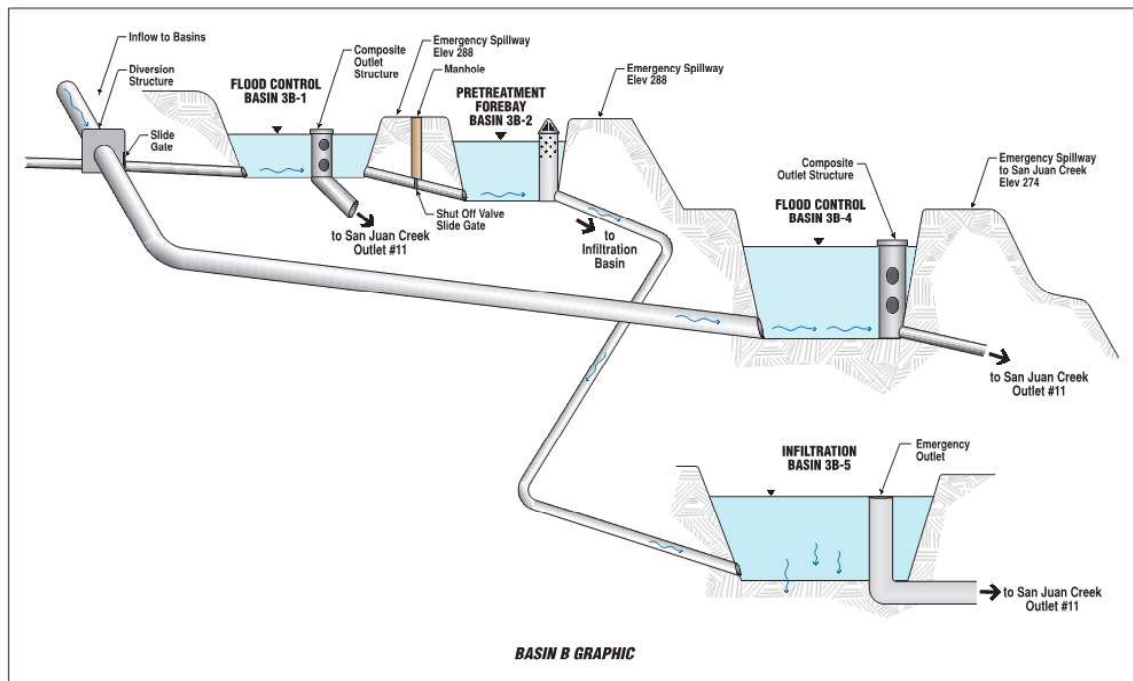 Inflow to Basins
Diversion
Structure
Slide
Gate
FLOOD CONTROL
BASIN 3B-1
Composite
Outlet
Structure
Emergency Spillway
Elev 288
Manhole
PRETREATMENT
FOREBAY
BASIN 3B-2
Emergency Spillway
Elev 288
to San Juan Creek
Outlet #11
Shut Off Valve
Slide Gate
to
Infiltration
Basin
Composite
Outlet Structure
FLOOD CONTROL
BASIN 3B-4
Emergency Spillway
to San Juan Creek
Elev 274
to San Juan Creek
Outlet #11
INFILTRATION
BASIN 3B-5
Emergency
Outlet
to San Juan Creek
Outlet #11
BASIN B GRAPHIC